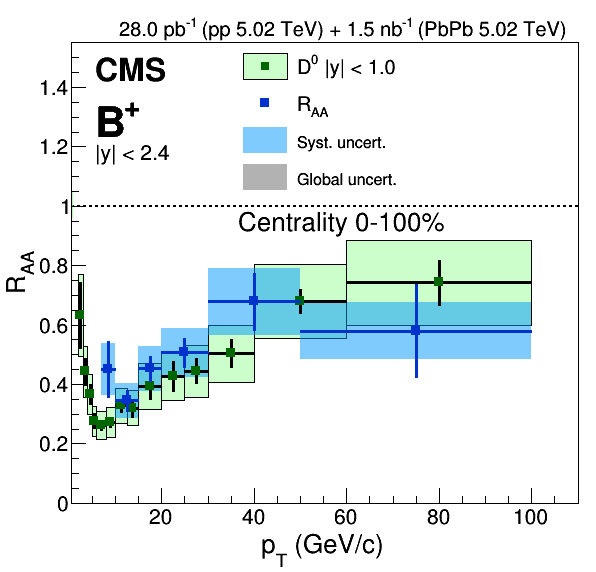 28.0 pb⁻¹ (pp 5.02 TeV) + 1.5 nb⁻¹ (PbPb 5.02 TeV)
CMS
B⁺
|y| < 2.4
D⁰ |y| < 1.0
R_AA
Syst. uncert.
Global uncert.
Centrality 0-100%
R_AA
1.4
1.2
1
0.8
0.6
0.4
0.2
0
20 40 60 80 100
p_T (GeV/c)